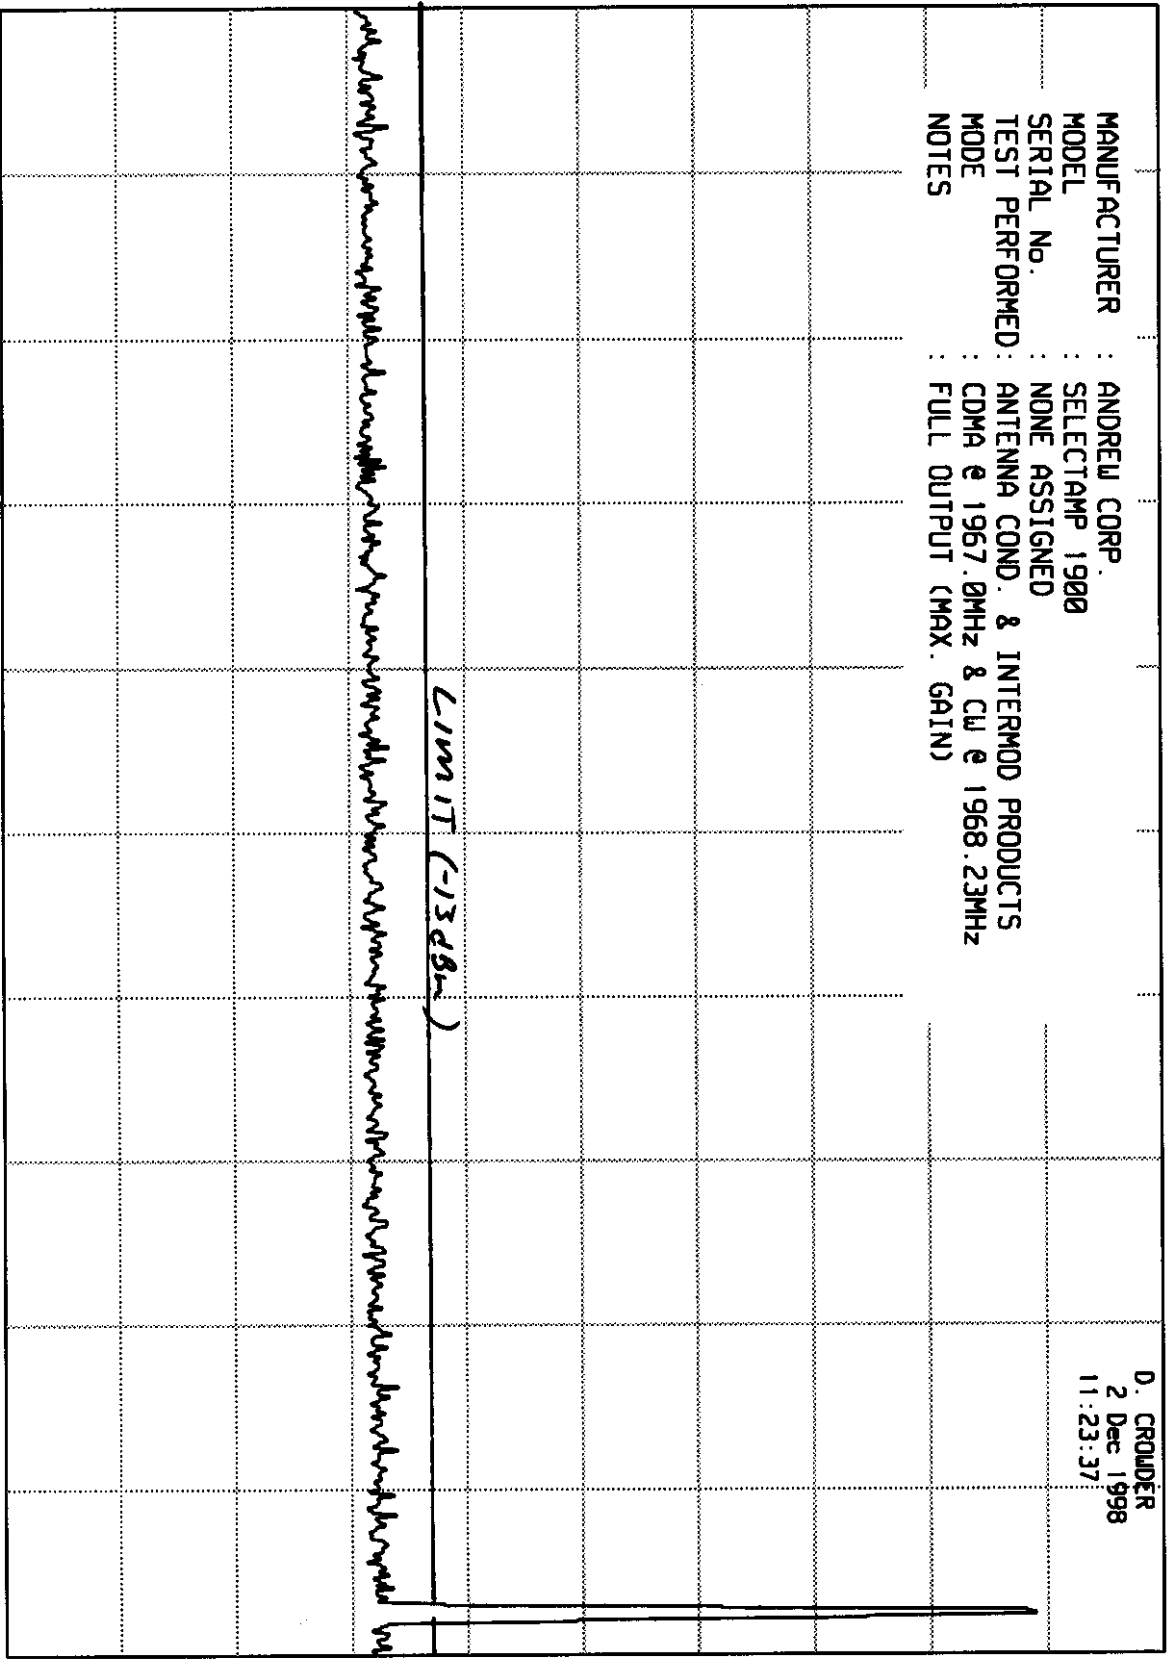 D. CROWDER
2 Dec 1998
11:23:37
MANUFACTURER : ANDREW CORP.
MODEL : SELECTAMP 1900
SERIAL No. : NONE ASSIGNED
TEST PERFORMED: ANTENNA COND. & INTERMOD PRODUCTS
MODE : CDMA @ 1967.0MHz & CW @ 1968.23MHz
NOTES : FULL OUTPUT (MAX. GAIN)
LIMIT (-13dBm)